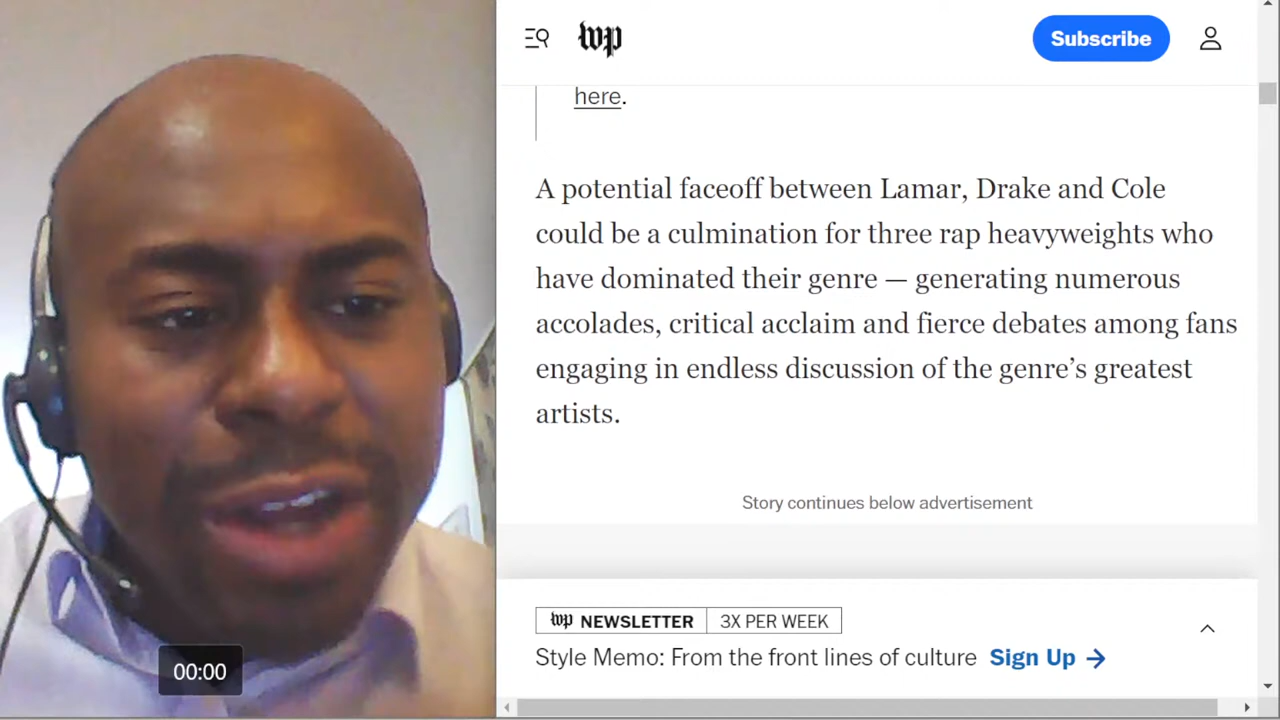 wp
Subscribe
here.
A potential faceoff between Lamar, Drake and Cole
could be a culmination for three rap heavyweights who
have dominated their genre — generating numerous
accolades, critical acclaim and fierce debates among fans
engaging in endless discussion of the genre’s greatest
artists.
Story continues below advertisement
wp NEWSLETTER 3X PER WEEK
Style Memo: From the front lines of culture Sign Up →
00:00